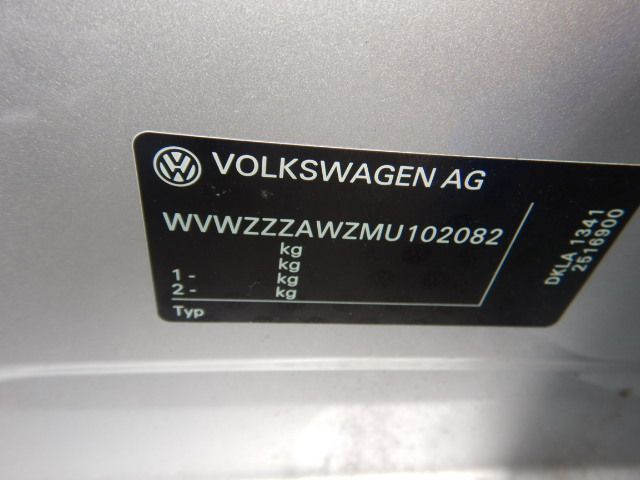 VOLKSWAGEN AG
WVWZZZAWZMU102082
kg
kg
1 - kg
2 - kg
Typ
DKLA 1341
2516900